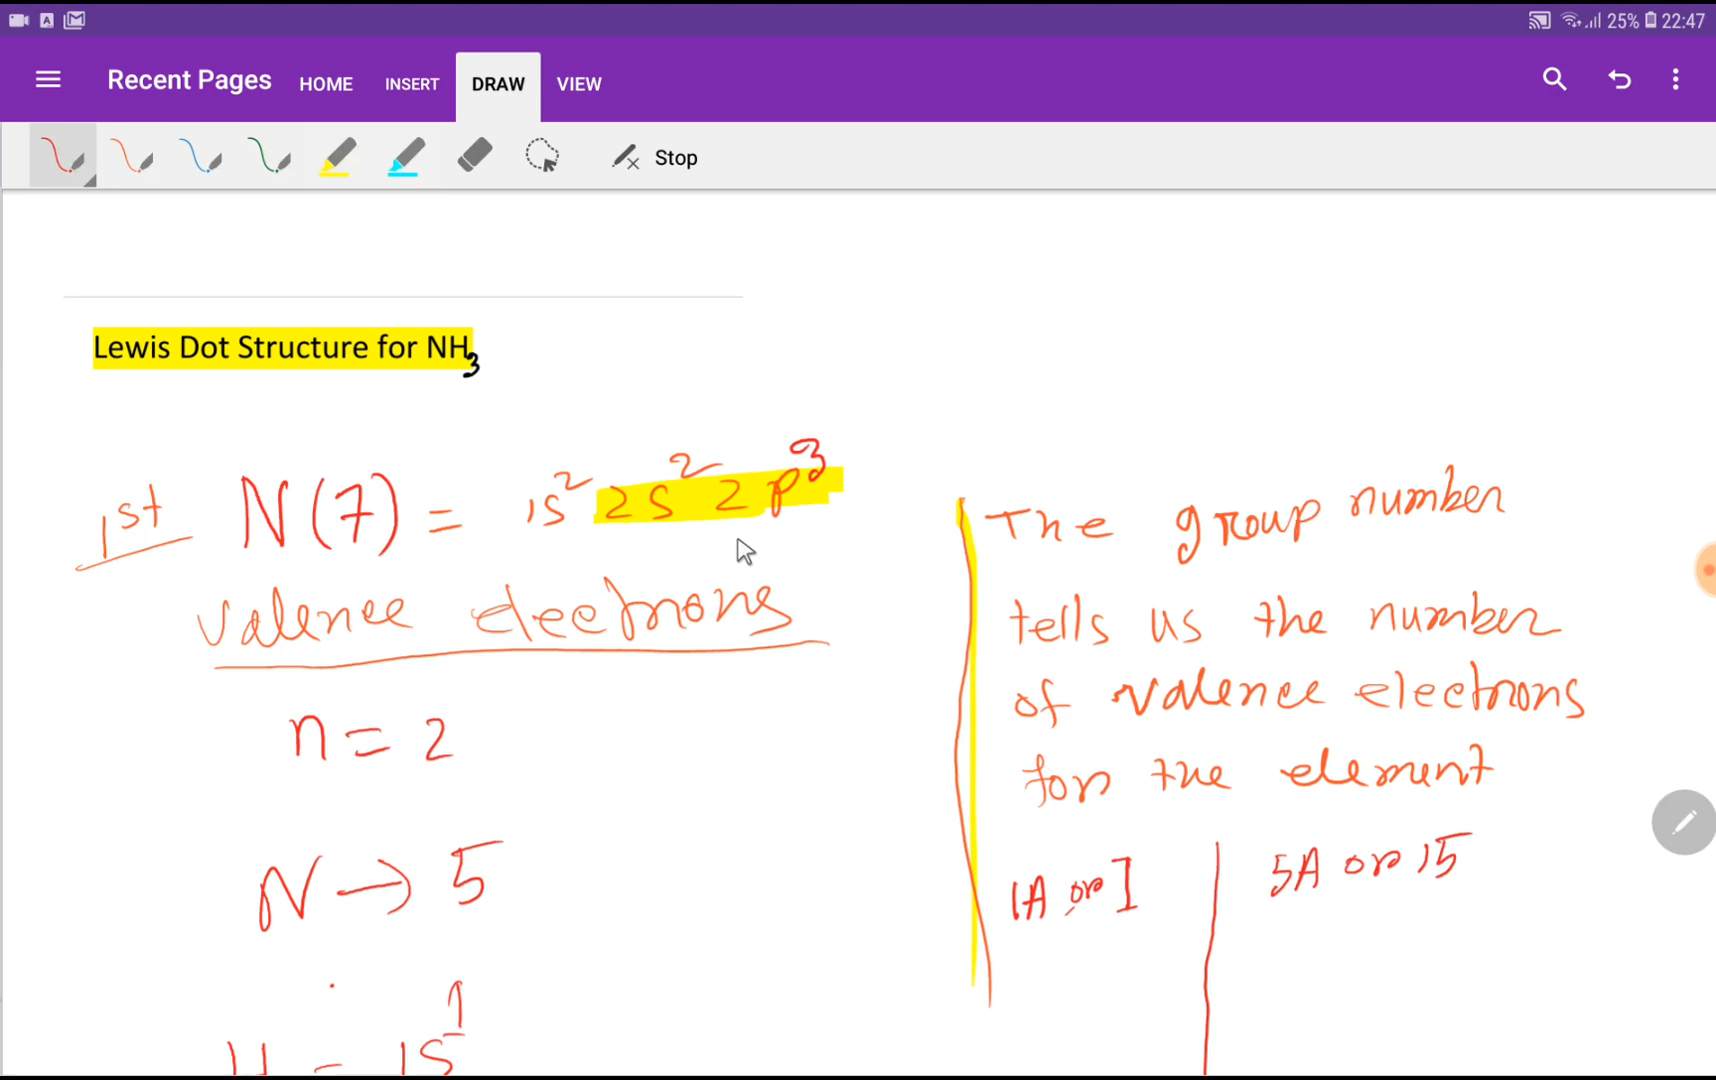 25% 22:47
Recent Pages HOME INSERT DRAW VIEW
Stop
Lewis Dot Structure for NH3
1st N(7) = 1s² 2s² 2p³
valence electrons
n = 2
N → 5
H = 1s¹
The group number
tells us the number
of valence electrons
for the element
1A or 1
5A or 15